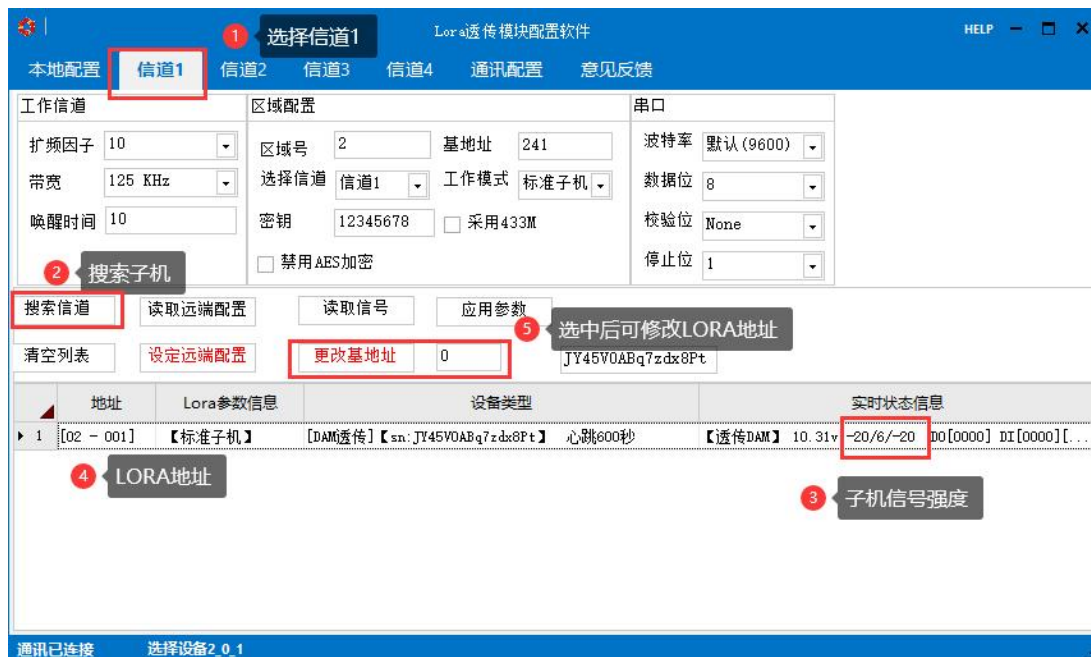 1 选择信道1
Lora透传模块配置软件
HELP
本地配置 信道1 信道2 信道3 信道4 通讯配置 意见反馈
工作信道 区域配置 串口
扩频因子 10 区域号 2 基地址 241 波特率 默认(9600)
带宽 125 KHz 选择信道 信道1 工作模式 标准子机 数据位 8
唤醒时间 10 密钥 12345678 采用433M 校验位 None
禁用AES加密 停止位 1
2 搜索子机
搜索信道 读取远端配置 读取信号 应用参数
5 选中后可修改LORA地址
清空列表 设定远端配置 更改基地址 0 JY45V0ABq7zdx8Pt
地址 Lora参数信息 设备类型 实时状态信息
1 [02 - 001] 【标准子机】 [DAM透传]【sn:JY45V0ABq7zdx8Pt】 心跳600秒 【透传DAM】 10.31v -20/6/-20 DO[0000] DI[0000][...
4 LORA地址
3 子机信号强度
通讯已连接 选择设备2_0_1